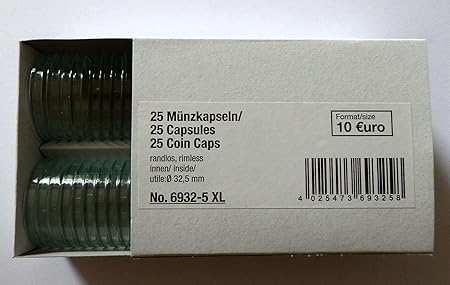 25 Münzkapseln/
25 Capsules
25 Coin Caps
randlos, rimless
innen/ inside/
utile:Ø 32,5 mm
No. 6932-5 XL
Format/size
10 €uro
4 025473 693258